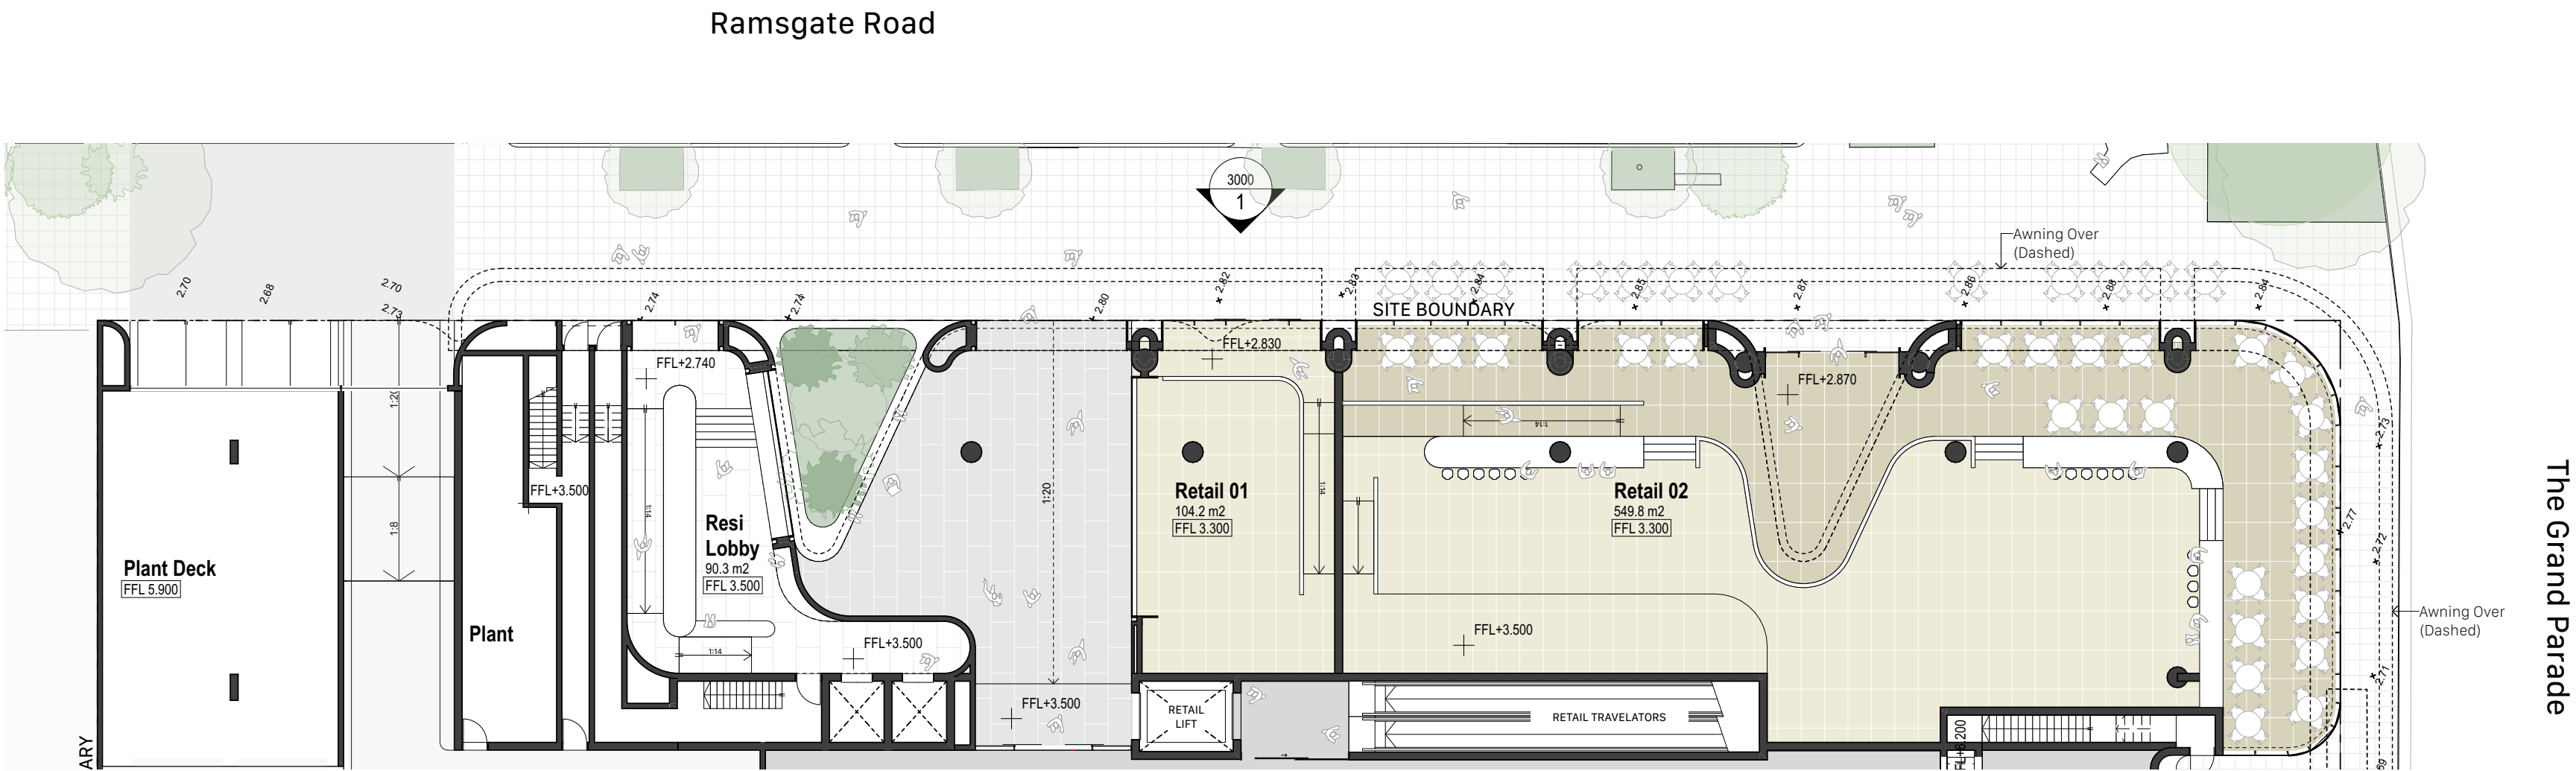 Ramsgate Road
3000
1
Awning Over
(Dashed)
2.70
2.68
2.70
2.73
2.74
2.74
2.80
2.82
2.83
2.84
2.85
2.87
2.86
2.88
2.84
SITE BOUNDARY
FFL+2.740
FFL+2.830
FFL+2.870
1:20
1:8
FFL+3.500
1:14
1:20
1:14
1:14
Plant Deck
FFL 5.900
Plant
Resi
Lobby
90.3 m2
FFL 3.500
1:14
FFL+3.500
FFL+3.500
Retail 01
104.2 m2
FFL 3.300
Retail 02
549.8 m2
FFL 3.300
FFL+3.500
RETAIL
LIFT
RETAIL TRAVELATORS
2.73
2.77
2.72
2.71
Awning Over
(Dashed)
The Grand Parade
ARY
FL+6.200